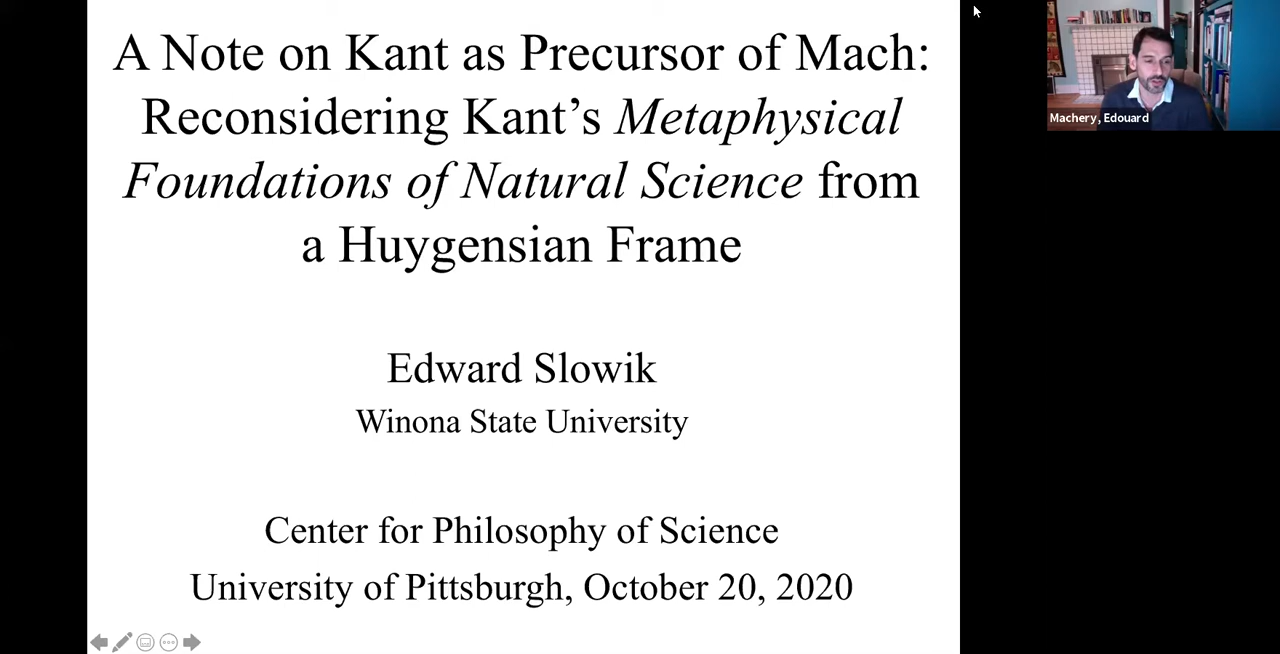 A Note on Kant as Precursor of Mach:
Reconsidering Kant’s Metaphysical
Foundations of Natural Science from
a Huygensian Frame
Edward Slowik
Winona State University
Center for Philosophy of Science
University of Pittsburgh, October 20, 2020
Machery, Edouard